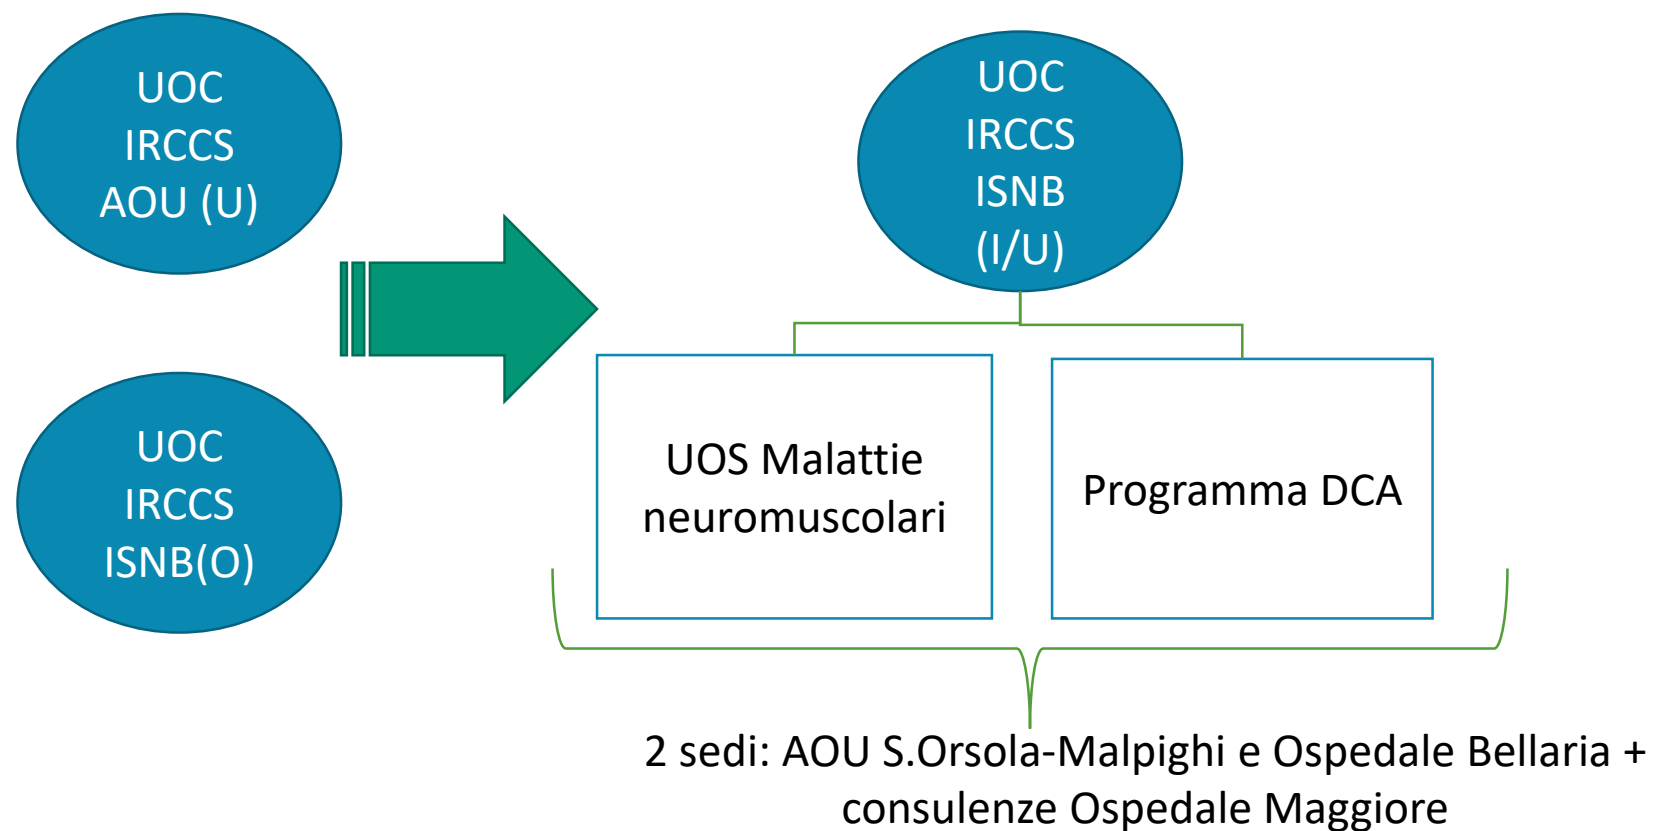 UOC
IRCCS
AOU (U)
UOC
IRCCS
ISNB(O)
UOC
IRCCS
ISNB
(I/U)
UOS Malattie
neuromuscolari
Programma DCA
2 sedi: AOU S.Orsola-Malpighi e Ospedale Bellaria +
consulenze Ospedale Maggiore